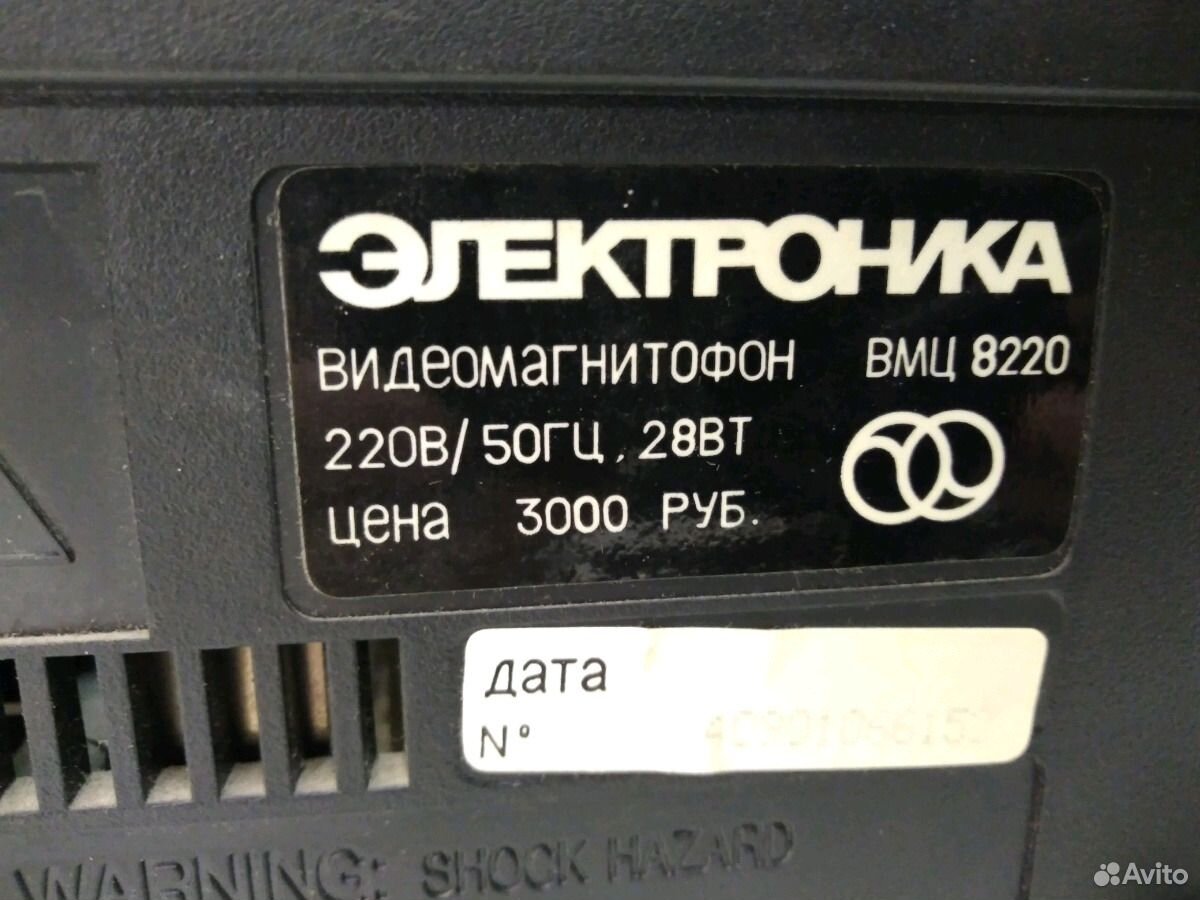 ЭЛЕКТРОНИКА
ВИДЕОМАГНИТОФОН ВМЦ 8220
220В/50ГЦ, 28ВТ
цена 3000 РУБ.
дата
N°
WARNING: SHOCK HAZARD
Avito